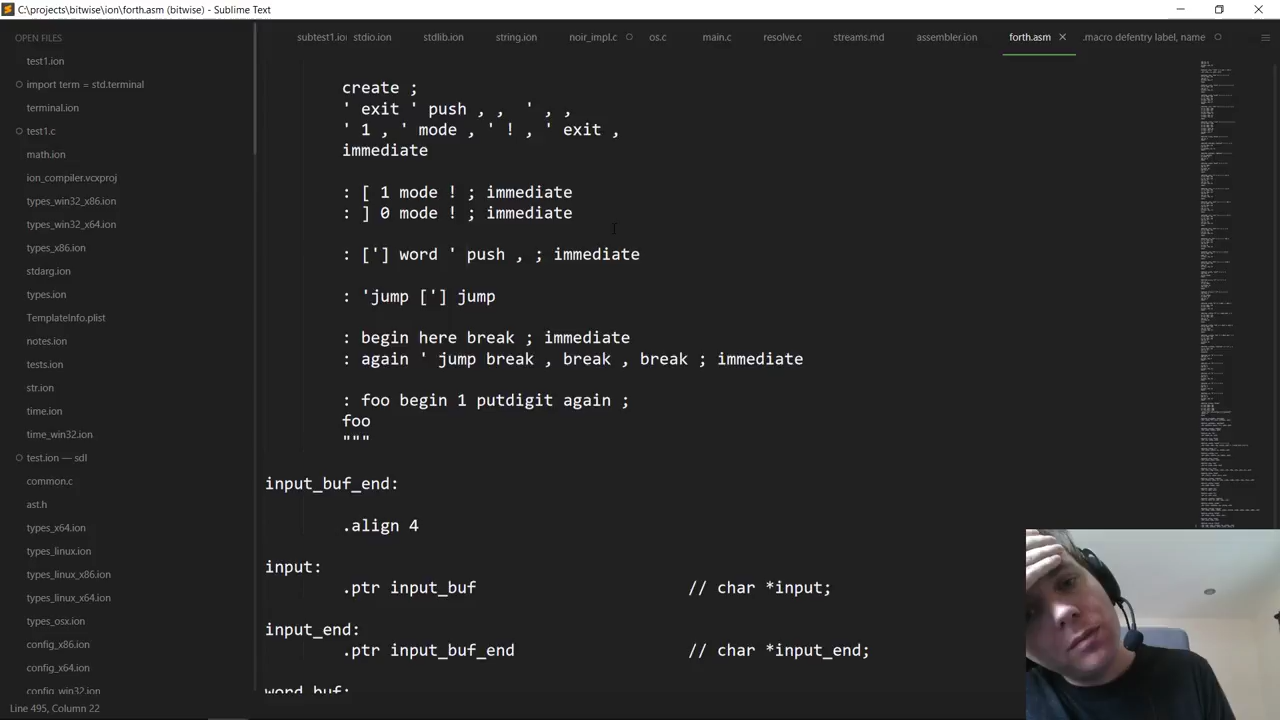 C:\projects\bitwise\ion\forth.asm (bitwise) - Sublime Text
OPEN FILES
subtest1.ion
stdio.ion
stdlib.ion
string.ion
noir_impl.c
os.c
main.c
resolve.c
streams.md
assembler.ion
forth.asm
.macro defentry label, name
test1.ion
import term = std.terminal
terminal.ion
test1.c
math.ion
ion_compiler.vcxproj
types_win32_x86.ion
types_win32_x64.ion
types_x86.ion
stdarg.ion
types.ion
TemplateInfo.plist
notes.ion
tests.ion
str.ion
time.ion
time_win32.ion
test.ion — sdl
common.c
ast.h
types_x64.ion
types_linux.ion
types_linux_x86.ion
types_linux_x64.ion
types_osx.ion
config_x86.ion
config_x64.ion
config_win32.ion
create ;
' exit ' push , , ' , ,
' 1 , ' mode , ' ! , ' exit ,
immediate
: [ 1 mode ! ; immediate
: ] 0 mode ! ; immediate
: ['] word ' push , ; immediate
: 'jump ['] jump
: begin here break ; immediate
: again ' jump break , break , break ; immediate
: foo begin 1 putdigit again ;
foo
"""
input_buf_end:
.align 4
input:
.ptr input_buf // char *input;
input_end:
.ptr input_buf_end // char *input_end;
word_buf:
Line 495, Column 22